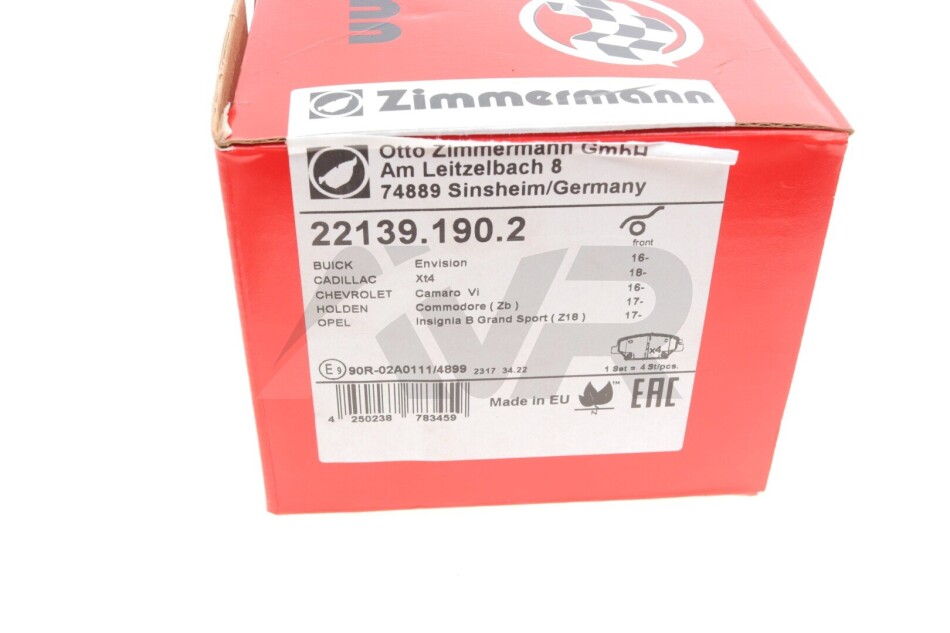 Zimmermann
Otto Zimmermann GmbH
Am Leitzelbach 8
74889 Sinsheim/Germany
22139.190.2
front
BUICK Envision 16-
CADILLAC Xt4 18-
CHEVROLET Camaro Vi 16-
HOLDEN Commodore ( Zb ) 17-
OPEL Insignia B Grand Sport ( Z18 ) 17-
x4
E9 90R-02A0111/4899 2317 34.22
1 Set = 4 St/pcs.
Made in EU
N
™
EAC
4 250238 783459
AVR